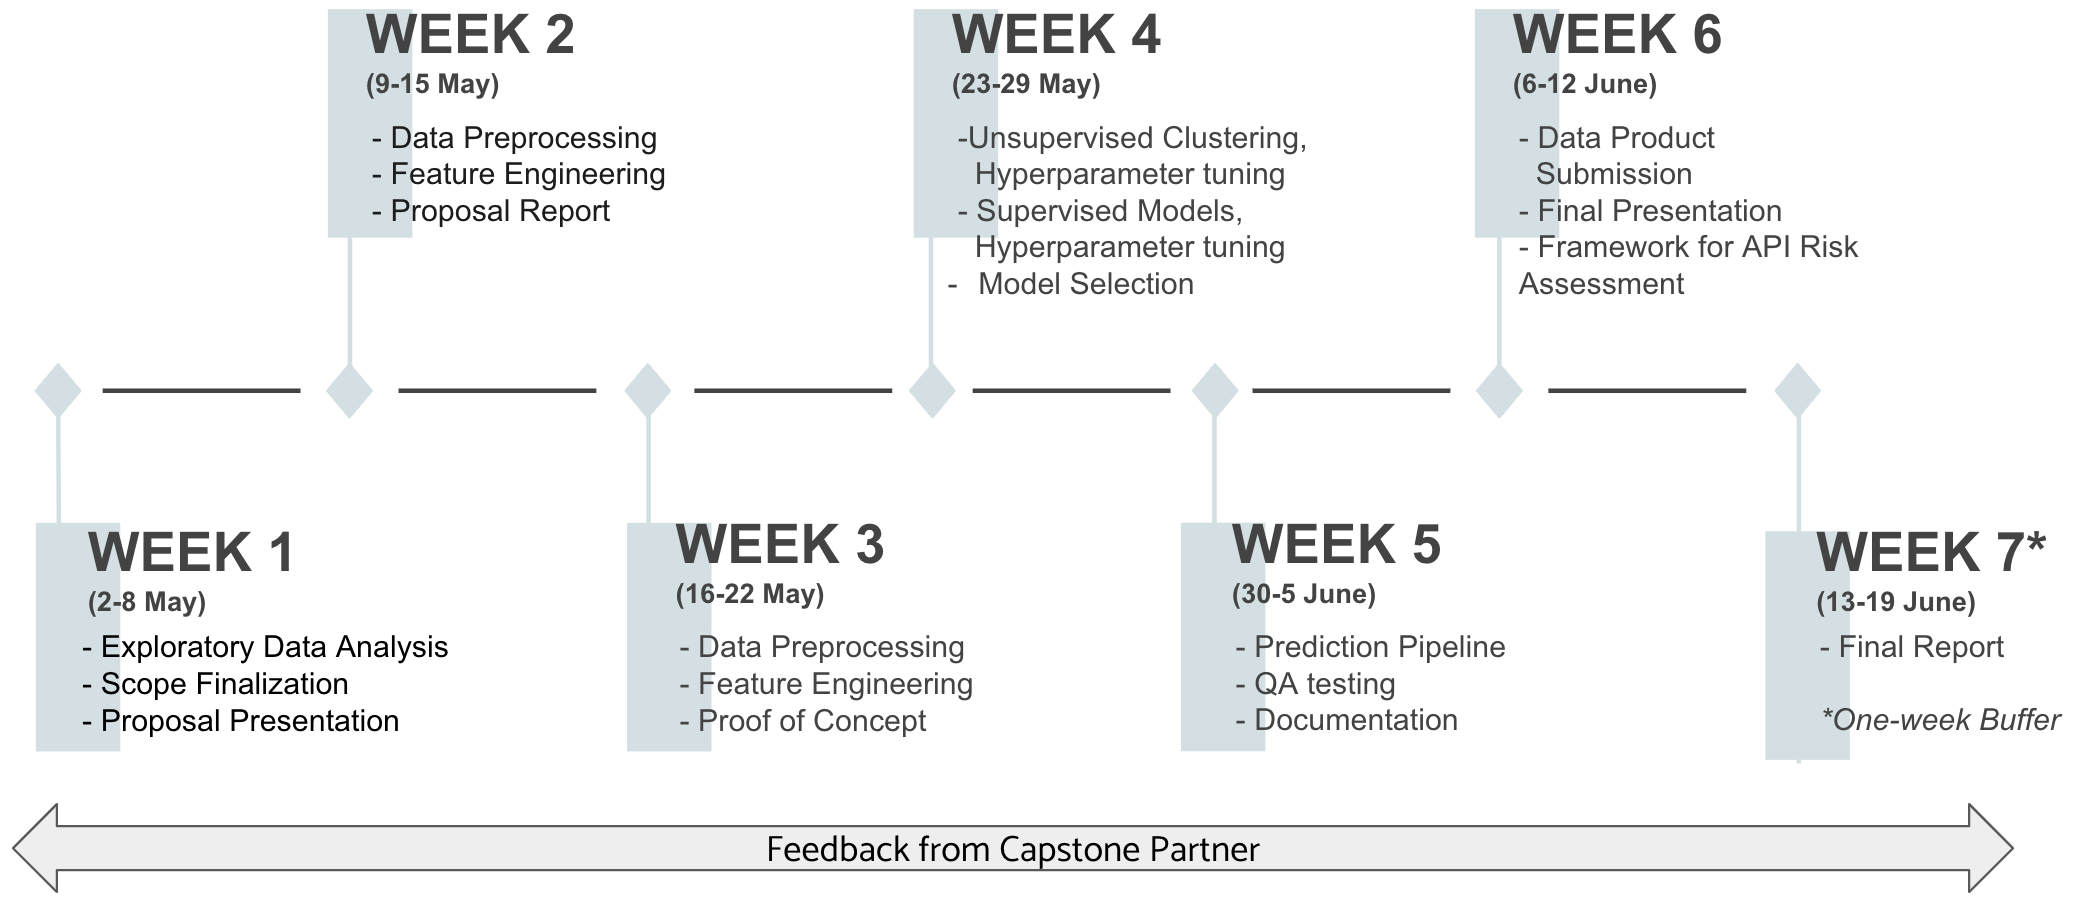 WEEK 1
(2-8 May)
- Exploratory Data Analysis
- Scope Finalization
- Proposal Presentation
WEEK 2
(9-15 May)
- Data Preprocessing
- Feature Engineering
- Proposal Report
WEEK 3
(16-22 May)
- Data Preprocessing
- Feature Engineering
- Proof of Concept
WEEK 4
(23-29 May)
-Unsupervised Clustering,
Hyperparameter tuning
- Supervised Models,
Hyperparameter tuning
- Model Selection
WEEK 5
(30-5 June)
- Prediction Pipeline
- QA testing
- Documentation
WEEK 6
(6-12 June)
- Data Product
Submission
- Final Presentation
- Framework for API Risk
Assessment
WEEK 7*
(13-19 June)
- Final Report
*One-week Buffer
Feedback from Capstone Partner